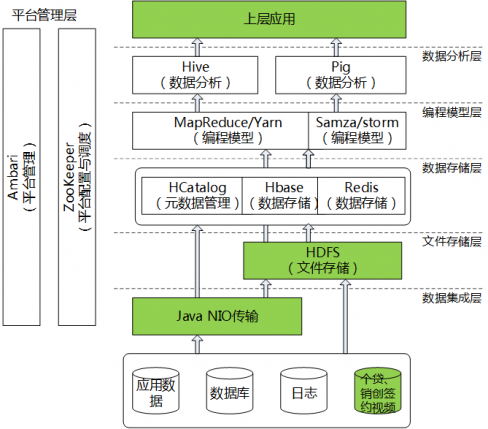 平台管理层
上层应用
数据分析层
Hive
（数据分析）
Pig
（数据分析）
编程模型层
MapReduce/Yarn
（编程模型）
Samza/storm
（编程模型）
数据存储层
HCatalog
（元数据管理）
Hbase
（数据存储）
Redis
（数据存储）
文件存储层
HDFS
（文件存储）
数据集成层
Java NIO传输
应用数
据
数据库
日志
个贷、
销创签
约视频
Ambari
（平台管理）
ZooKeeper
（平台配置与调度）